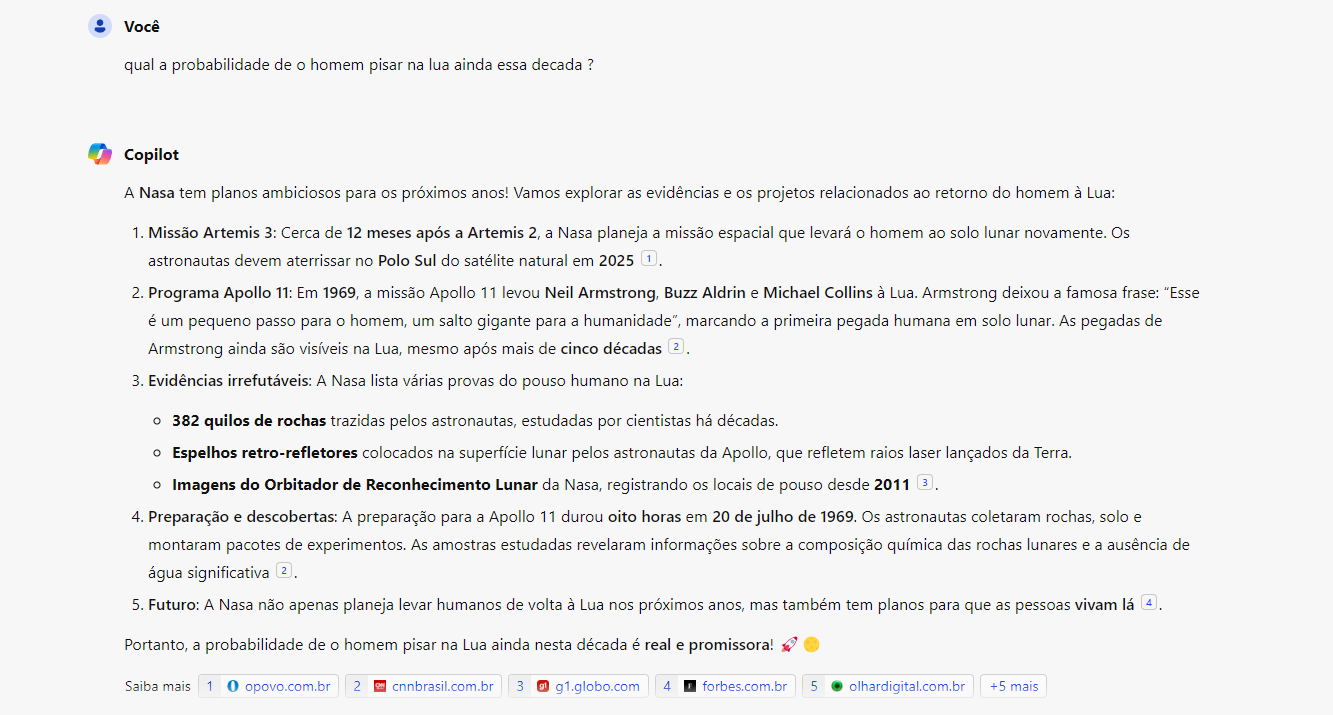 Você
qual a probabilidade de o homem pisar na lua ainda essa decada ?
Copilot
A Nasa tem planos ambiciosos para os próximos anos! Vamos explorar as evidências e os projetos relacionados ao retorno do homem à Lua:
1. Missão Artemis 3: Cerca de 12 meses após a Artemis 2, a Nasa planeja a missão espacial que levará o homem ao solo lunar novamente. Os
astronautas devem aterrissar no Polo Sul do satélite natural em 2025 1.
2. Programa Apollo 11: Em 1969, a missão Apollo 11 levou Neil Armstrong, Buzz Aldrin e Michael Collins à Lua. Armstrong deixou a famosa frase: “Esse
é um pequeno passo para o homem, um salto gigante para a humanidade”, marcando a primeira pegada humana em solo lunar. As pegadas de
Armstrong ainda são visíveis na Lua, mesmo após mais de cinco décadas 2.
3. Evidências irrefutáveis: A Nasa lista várias provas do pouso humano na Lua:
382 quilos de rochas trazidas pelos astronautas, estudadas por cientistas há décadas.
Espelhos retro-refletores colocados na superfície lunar pelos astronautas da Apollo, que refletem raios laser lançados da Terra.
Imagens do Orbitador de Reconhecimento Lunar da Nasa, registrando os locais de pouso desde 2011 3.
4. Preparação e descobertas: A preparação para a Apollo 11 durou oito horas em 20 de julho de 1969. Os astronautas coletaram rochas, solo e
montaram pacotes de experimentos. As amostras estudadas revelaram informações sobre a composição química das rochas lunares e a ausência de
água significativa 2.
5. Futuro: A Nasa não apenas planeja levar humanos de volta à Lua nos próximos anos, mas também tem planos para que as pessoas vivam lá 4.
Portanto, a probabilidade de o homem pisar na Lua ainda nesta década é real e promissora! 🚀 🌕
Saiba mais 1 opovo.com.br 2 cnnbrasil.com.br 3 g1 g1.globo.com 4 F forbes.com.br 5 olhardigital.com.br +5 mais